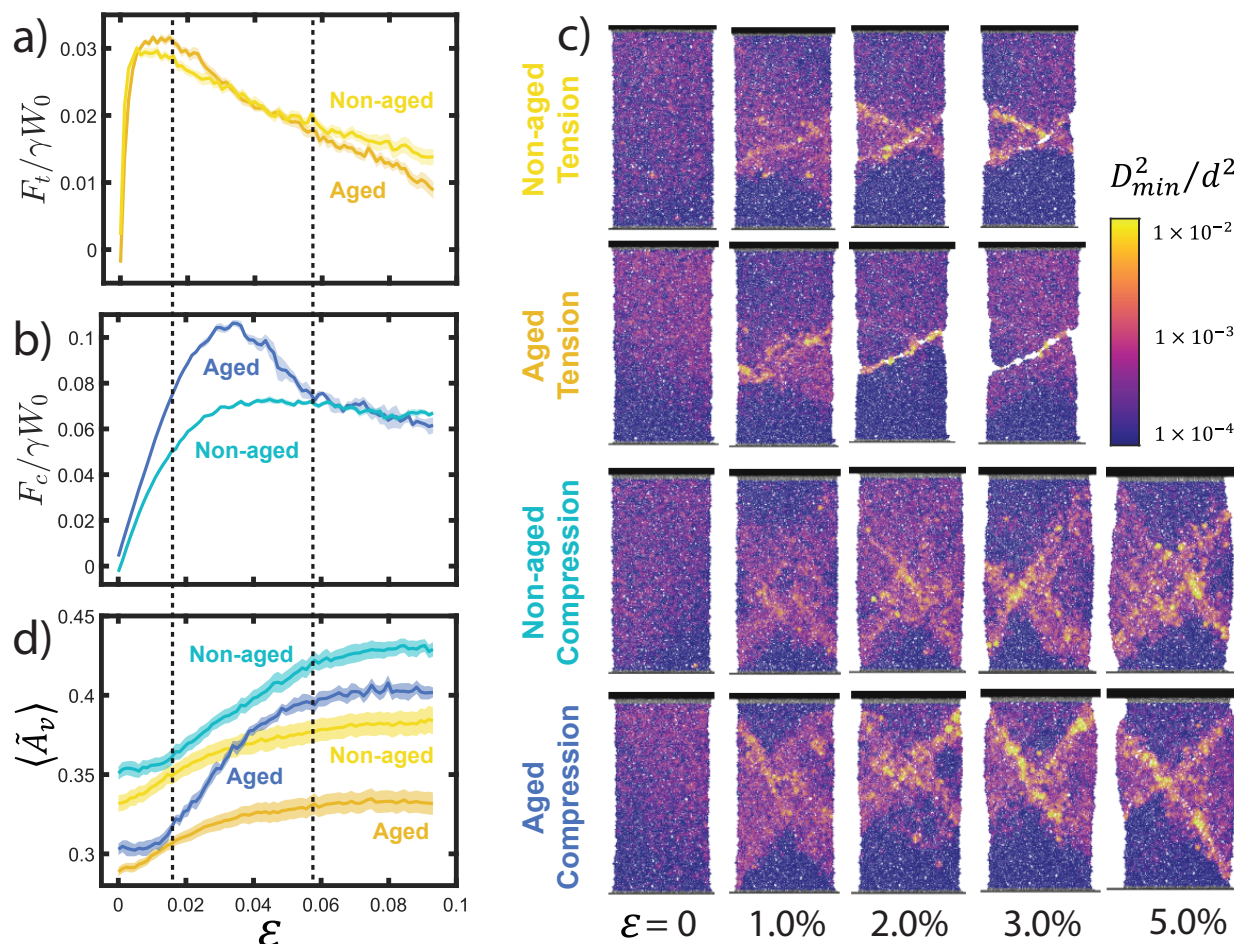 a)
0.03
0.02
0.01
0
F_t/γW_0
Non-aged
Aged
b)
0.1
0.08
0.06
0.04
0.02
0
F_c/γW_0
Aged
Non-aged
d)
0.45
0.4
0.35
0.3
⟨Ã_v⟩
Non-aged
Non-aged
Aged
Aged
0
0.02
0.04
0.06
0.08
0.1
ε
c)
Non-aged
Tension
Aged
Tension
Non-aged
Compression
Aged
Compression
ε = 0
1.0%
2.0%
3.0%
5.0%
D²_min/d²
1 × 10⁻²
1 × 10⁻³
1 × 10⁻⁴